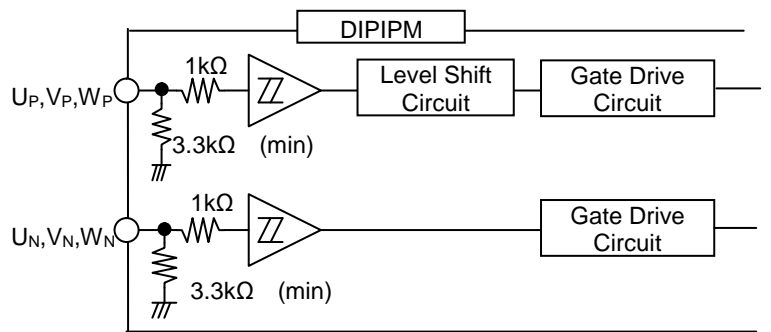 DIPIPM
1kΩ
Level Shift
Circuit
Gate Drive
Circuit
UP,VP,WP
3.3kΩ (min)
1kΩ
Gate Drive
Circuit
UN,VN,WN
3.3kΩ (min)